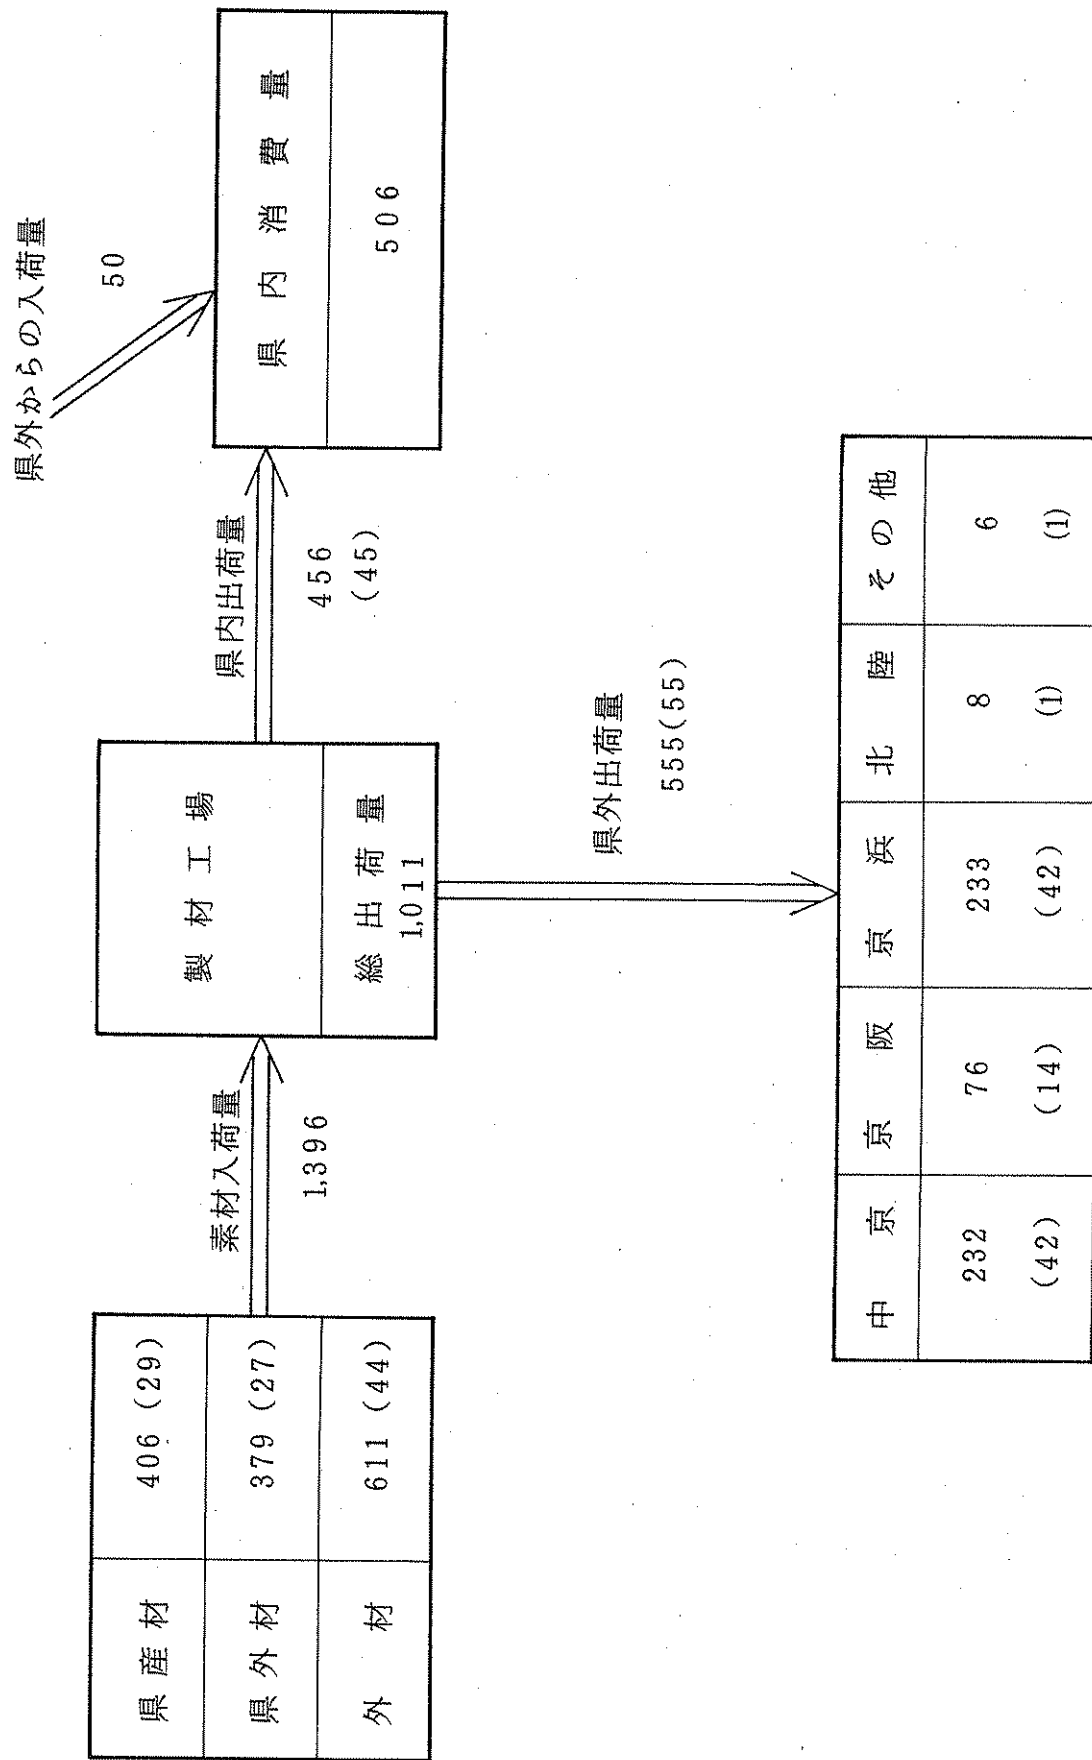 県産材 406(29)
県外材 379(27)
外材 611(44)
素材入荷量
1,396
製材工場
総出荷量
1,011
県内出荷量
456
(45)
県外からの入荷量
50
県内消費量
506
県外出荷量
555(55)
中京 京阪 京浜 北陸 その他
232 76 233 8 6
(42) (14) (42) (1) (1)